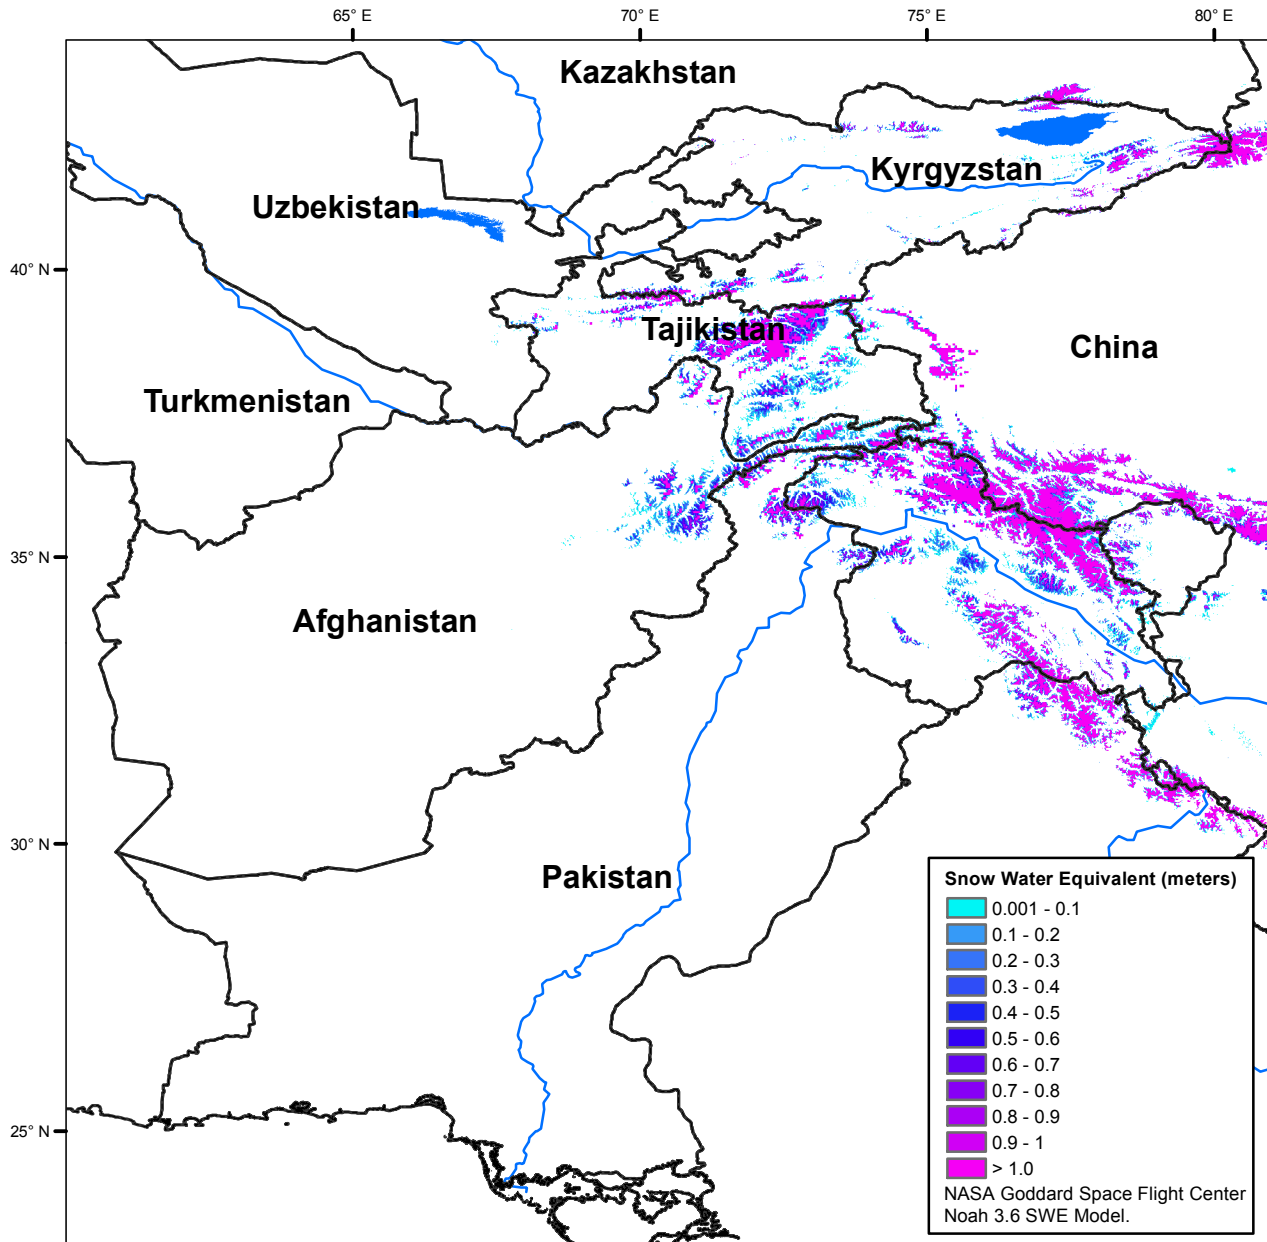 65° E
70° E
75° E
80° E
Kazakhstan
Kyrgyzstan
Uzbekistan
40° N
Tajikistan
China
Turkmenistan
35° N
Afghanistan
30° N
Pakistan
25° N
Snow Water Equivalent (meters)
0.001 - 0.1
0.1 - 0.2
0.2 - 0.3
0.3 - 0.4
0.4 - 0.5
0.5 - 0.6
0.6 - 0.7
0.7 - 0.8
0.8 - 0.9
0.9 - 1
> 1.0
NASA Goddard Space Flight Center
Noah 3.6 SWE Model.